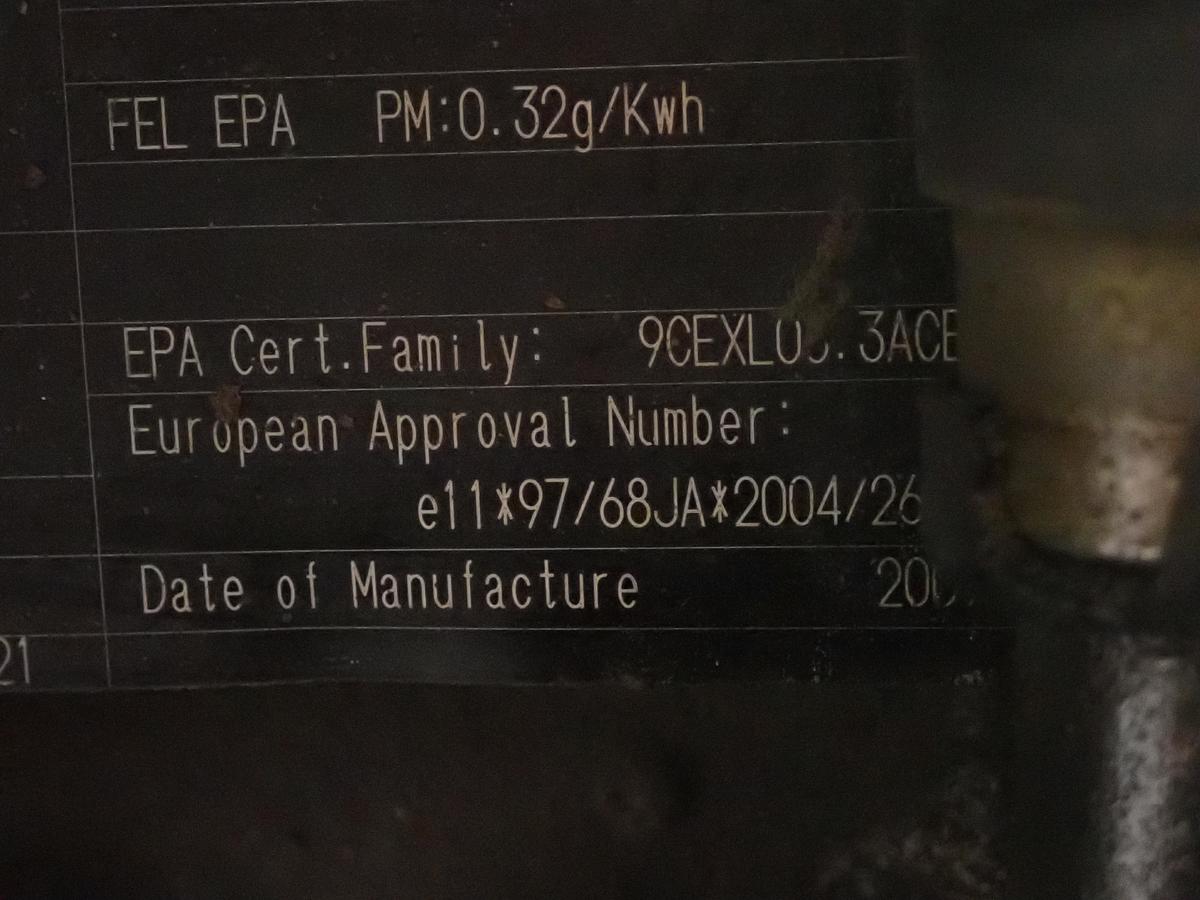 FEL EPA PM:0.32g/Kwh
EPA Cert.Family:
European Approval Number:
e11*97/68JA*2004/26
Date of Manufacture
21